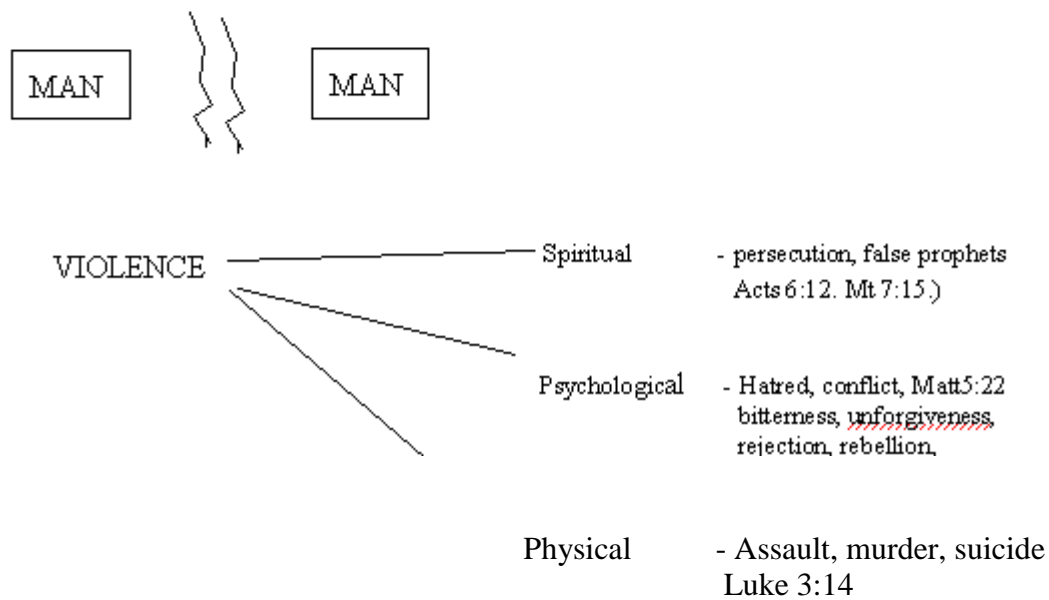 MAN MAN
VIOLENCE
Spiritual - persecution, false prophets
Acts 6:12. Mt 7:15.)
Psychological - Hatred, conflict, Matt5:22
bitterness, unforgiveness,
rejection, rebellion,
Physical - Assault, murder, suicide
Luke 3:14